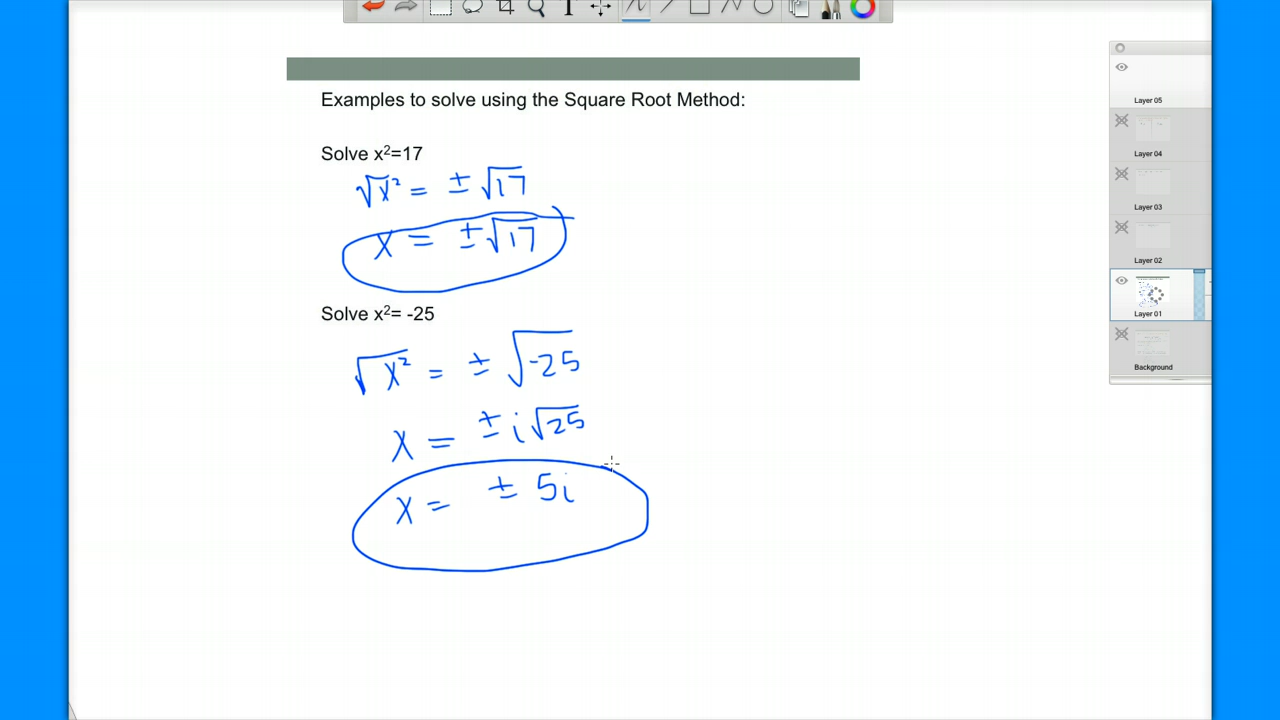 Examples to solve using the Square Root Method:
Solve x²=17
√x² = ±√17
x = ±√17
Solve x²= -25
√x² = ±√-25
x = ±i√25
x = ± 5i
Layer 05
Layer 04
Layer 03
Layer 02
Layer 01
Background